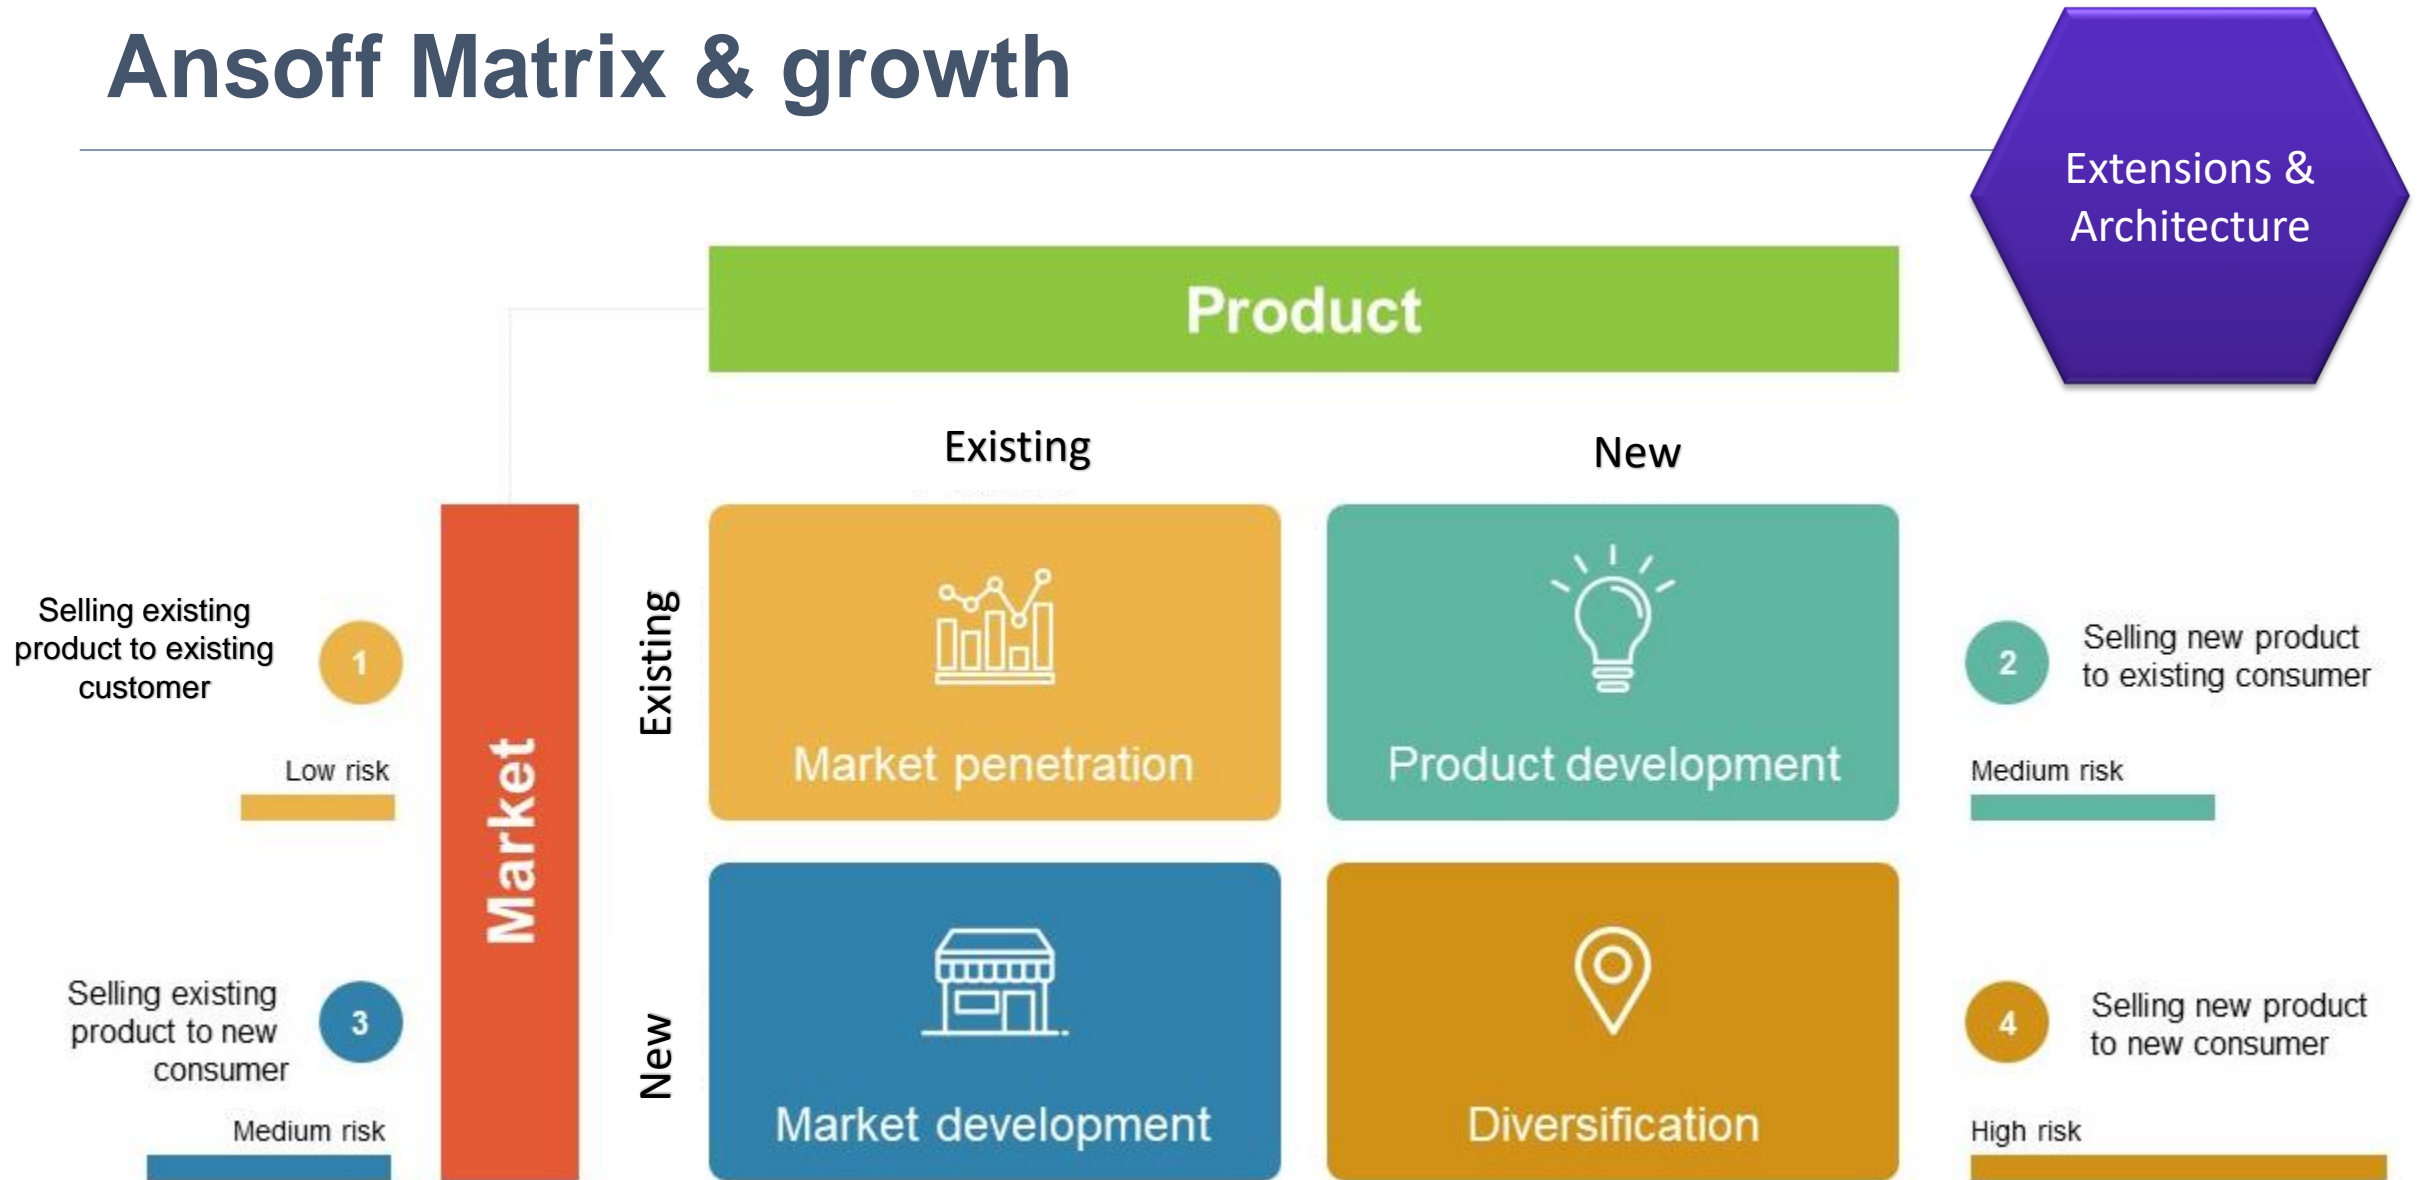 Ansoff Matrix & growth
Extensions &
Architecture
Product
Existing
New
Market
Existing
New
Selling existing
product to existing
customer
1
Low risk
Market penetration
Product development
2
Selling new product
to existing consumer
Medium risk
Selling existing
product to new
consumer
3
Medium risk
Market development
Diversification
4
Selling new product
to new consumer
High risk